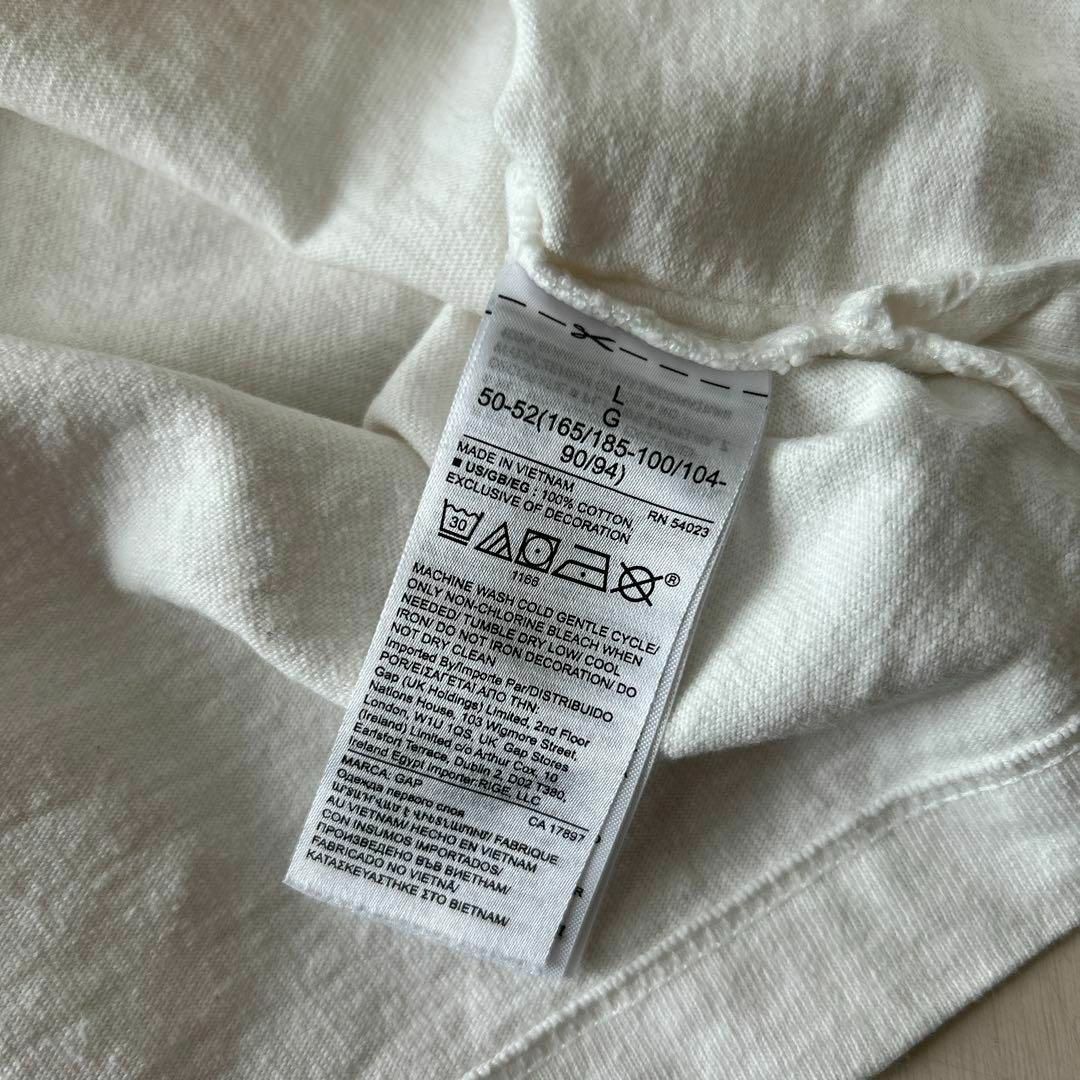 L
G
50-52(165/185-100/104-
90/94)
MADE IN VIETNAM RN 54023
■ US/GB/EG : 100% COTTON,
EXCLUSIVE OF DECORATION
30 ®
1166
MACHINE WASH COLD GENTLE CYCLE/
ONLY NON-CHLORINE BLEACH WHEN
NEEDED/ TUMBLE DRY LOW/ COOL
IRON/ DO NOT IRON DECORATION/ DO
NOT DRY CLEAN
Imported By/Importe Par/DISTRIBUIDO
POR/ΕΙΣΑΓΕΤΑΙ ΑΠΟ ΤΗΝ:
Gap (UK Holdings) Limited, 2nd Floor
Nations House, 103 Wigmore Street,
London, W1U 1QS, UK. Gap Stores
(Ireland) Limited c/o Arthur Cox, 10
Earlsfort Terrace, Dublin 2, D02 T380,
Ireland Egypt Importer:RIGE, LLC
MARCA: GAP CA 17897
Одежда первого слоя
ԱՐՏԱԴՐՎԱԾ Է ՎԻԵՏՆԱՄՈՒՄ/ FABRIQUÉ
AU VIETNAM/ HECHO EN VIETNAM
CON INSUMOS IMPORTADOS/
ПРОИЗВЕДЕНО ВЪВ ВИЕТНАМ/
FABRICADO NO VIETNÃ/
ΚΑΤΑΣΚΕΥΑΣΤΗΚΕ ΣΤΟ ΒΙΕΤΝΑΜ/